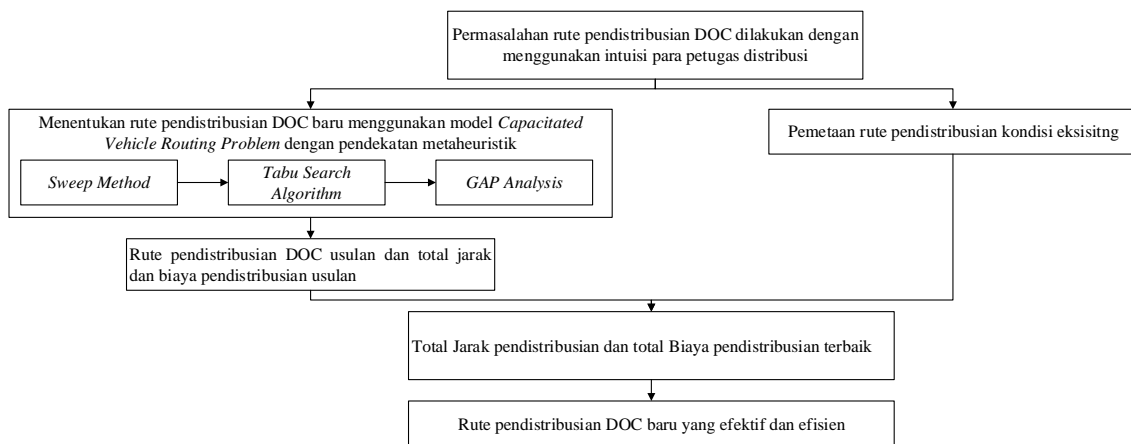 Permasalahan rute pendistribusian DOC dilakukan dengan
menggunakan intuisi para petugas distribusi
Menentukan rute pendistribusian DOC baru menggunakan model Capacitated
Vehicle Routing Problem dengan pendekatan metaheuristik
Sweep Method
Tabu Search
Algorithm
GAP Analysis
Pemetaan rute pendistribusian kondisi eksisitng
Rute pendistribusian DOC usulan dan total jarak
dan biaya pendistribusian usulan
Total Jarak pendistribusian dan total Biaya pendistribusian terbaik
Rute pendistribusian DOC baru yang efektif dan efisien